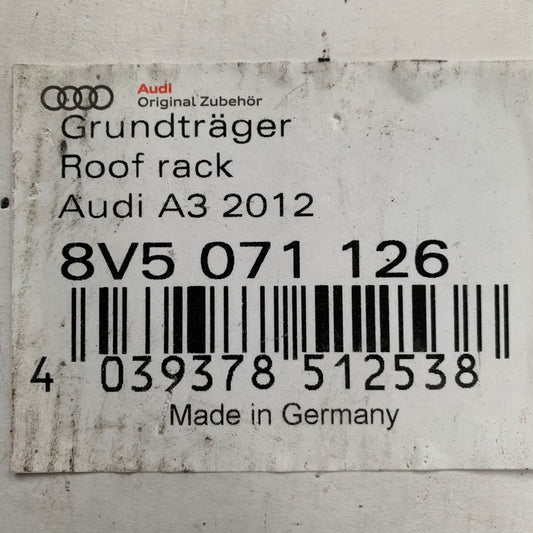 Audi
Original Zubehör
Grundträger
Roof rack
Audi A3 2012
8V5 071 126
4 039378 512538
Made in Germany